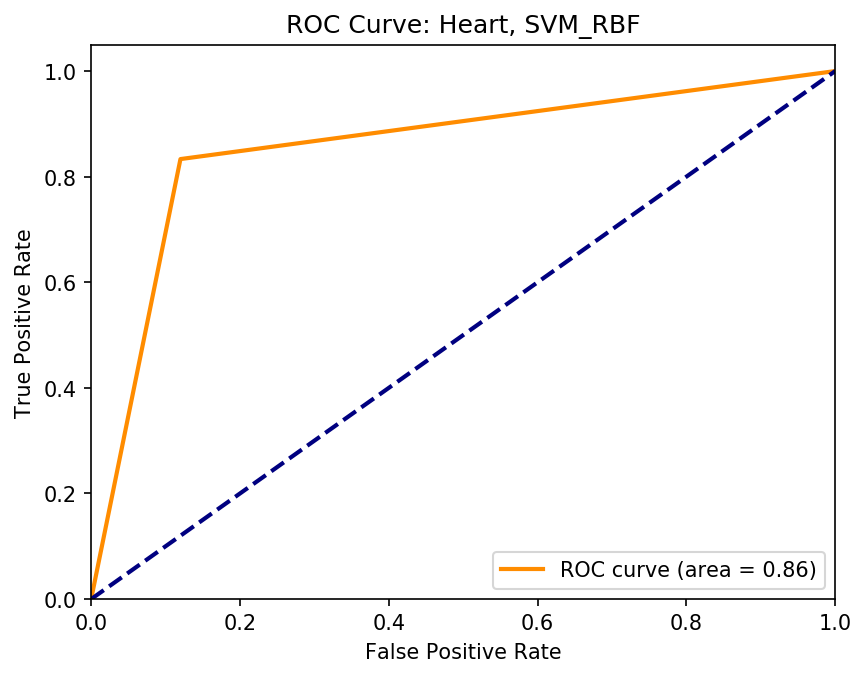 ROC Curve: Heart, SVM_RBF
True Positive Rate
1.0
0.8
0.6
0.4
0.2
0.0
ROC curve (area = 0.86)
0.0 0.2 0.4 0.6 0.8 1.0
False Positive Rate